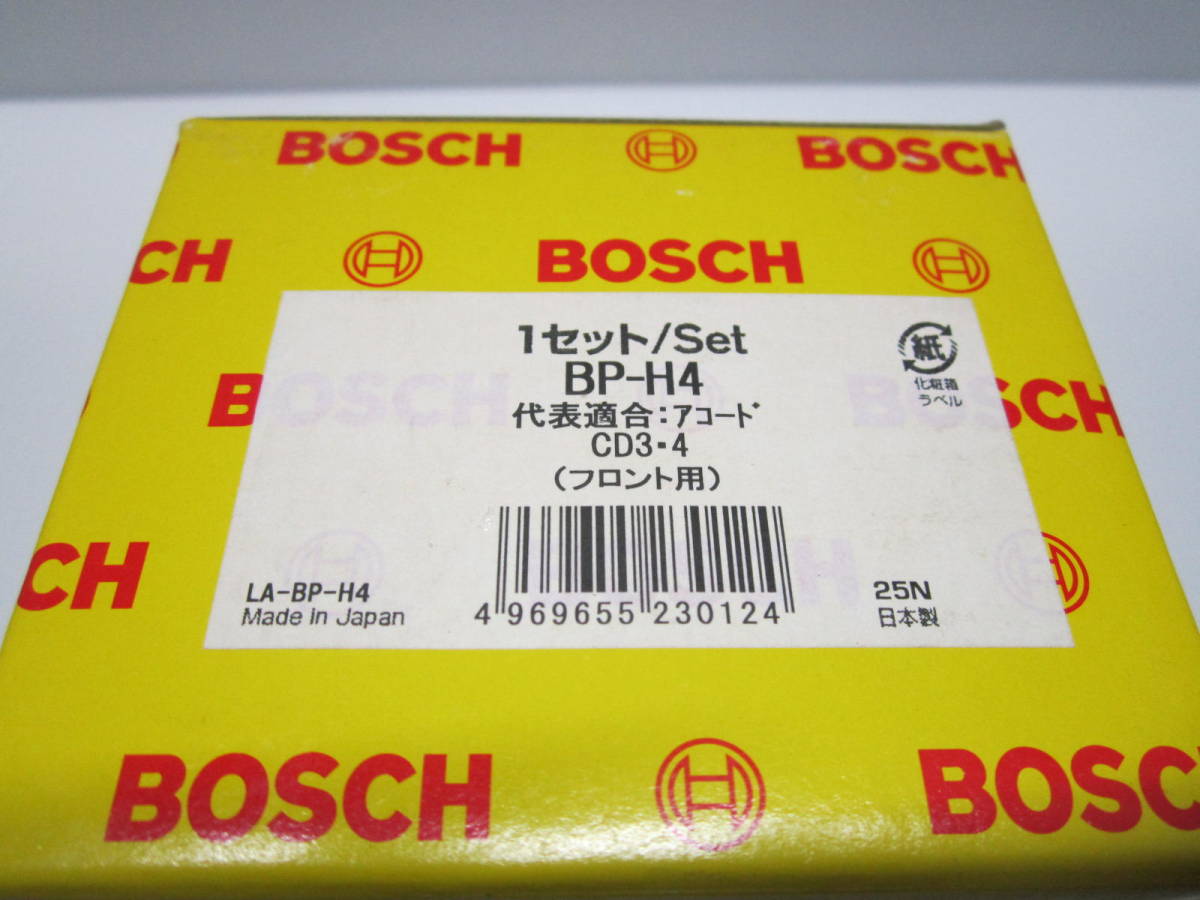 BOSCH BOSCH
CH BOSCH
1セット/Set
BP-H4
代表適合:アコード
CD3・4
(フロント用)
紙
化粧箱
ラベル
BOSCH BOSCH
CH BOSCH
LA-BP-H4
Made in Japan
4 969655 230124
25N
日本製
BOSCH BOSC